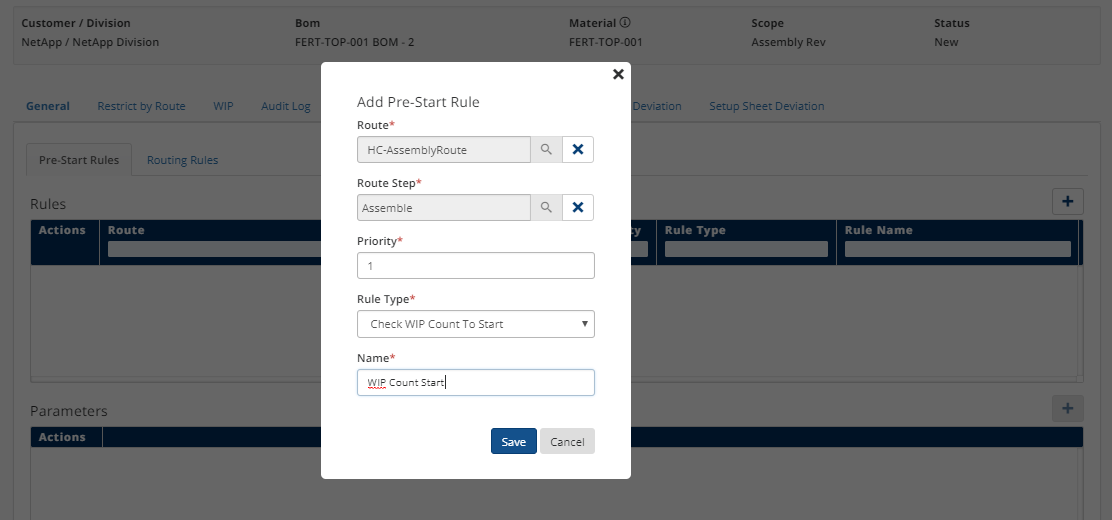 Customer / Division Bom Material Scope Status
NetApp / NetApp Division FERT-TOP-001 BOM - 2 FERT-TOP-001 Assembly Rev New
General Restrict by Route WIP Audit Log Deviation Setup Sheet Deviation
Pre-Start Rules Routing Rules
Rules
Actions Route ty Rule Type Rule Name
Parameters
Actions
Add Pre-Start Rule
Route*
HC-AssemblyRoute
Route Step*
Assemble
Priority*
1
Rule Type*
Check WIP Count To Start
Name*
WIP Count Start
Save Cancel